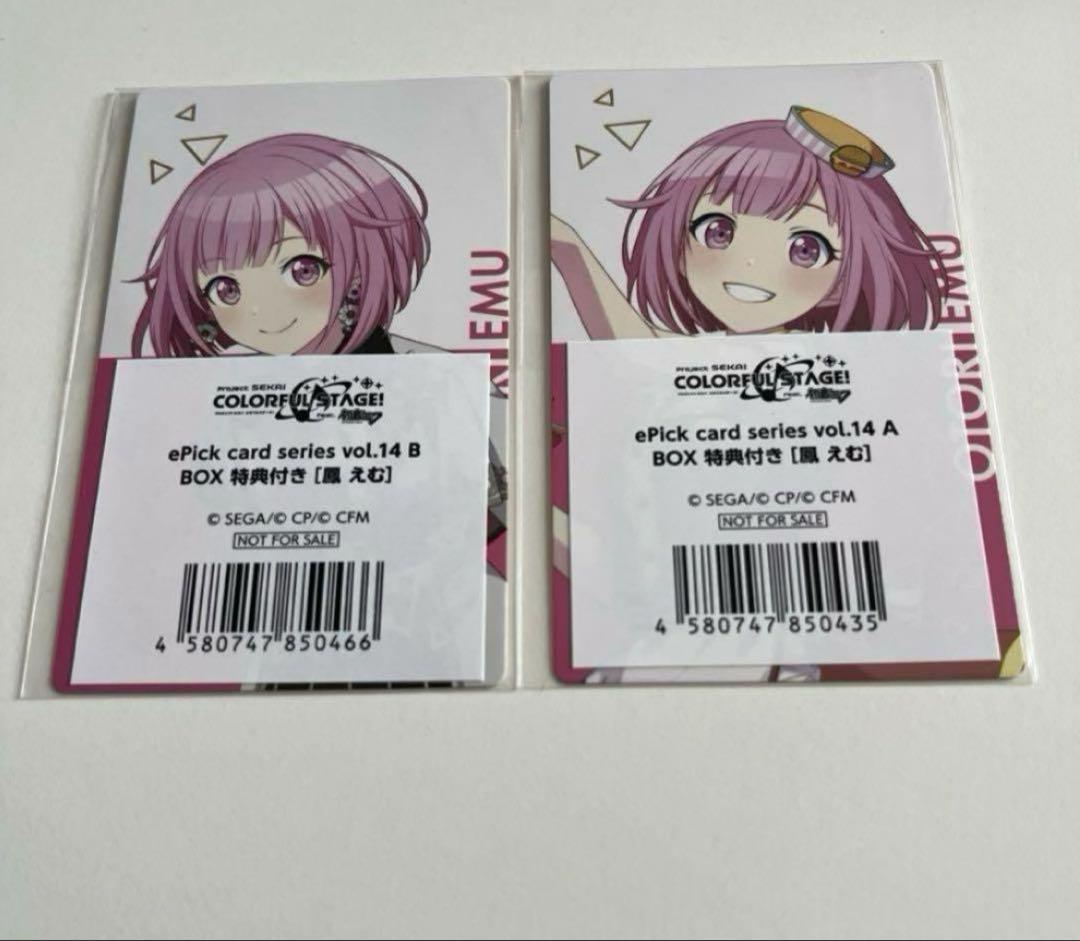 KI EMU
PROJECT SEKAI
COLORFUL STAGE!
feat.
ePick card series vol.14 B
BOX 特典付き [鳳 えむ]
© SEGA/© CP/© CFM
NOT FOR SALE
4 580747 850466
OTORI EMU
PROJECT SEKAI
COLORFUL STAGE!
feat.
ePick card series vol.14 A
BOX 特典付き [鳳 えむ]
© SEGA/© CP/© CFM
NOT FOR SALE
4 580747 850435